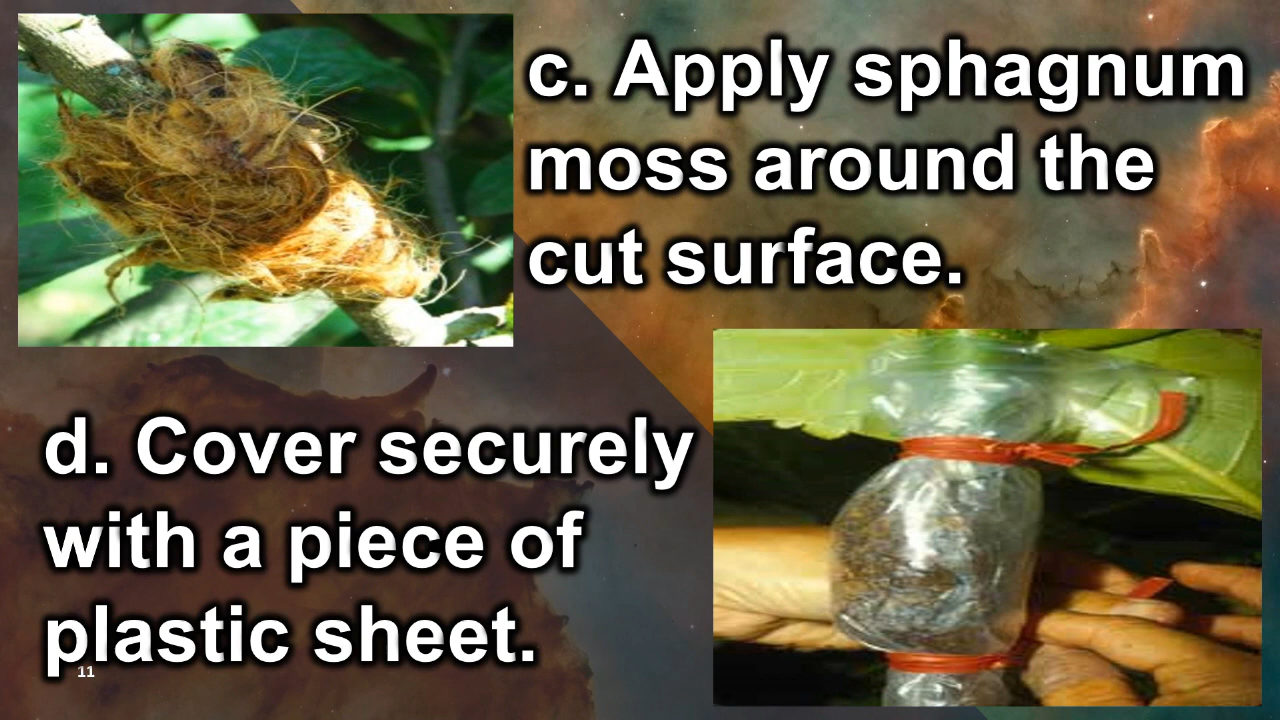 c. Apply sphagnum
moss around the
cut surface.
d. Cover securely
with a piece of
plastic sheet.
11